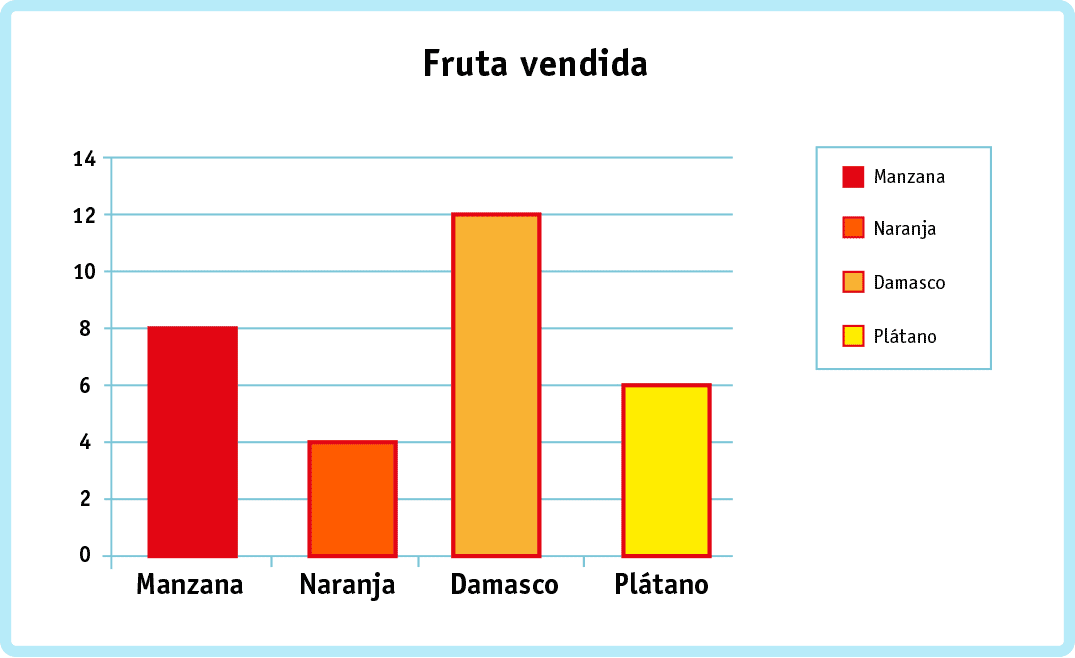 Fruta vendida
14
12
10
8
6
4
2
0
Manzana Naranja Damasco Plátano
Manzana
Naranja
Damasco
Plátano